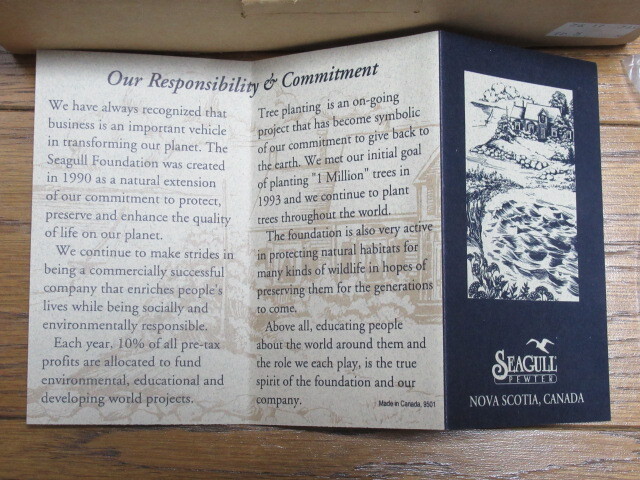 Our Responsibility & Commitment
We have always recognized that
business is an important vehicle
in transforming our planet. The
Seagull Foundation was created
in 1990 as a natural extension
of our commitment to protect,
preserve and enhance the quality
of life on our planet.
We continue to make strides in
being a commercially successful
company that enriches people's
lives while being socially and
environmentally responsible.
Each year, 10% of all pre-tax
profits are allocated to fund
environmental, educational and
developing world projects.
Tree planting is an on-going
project that has become symbolic
of our commitment to give back to
the earth. We met our initial goal
of planting "1 Million" trees in
1993 and we continue to plant
trees throughout the world.
The foundation is also very active
in protecting natural habitats for
many kinds of wildlife in hopes of
preserving them for the generations
to come.
Above all, educating people
about the world around them and
the role we each play, is the true
spirit of the foundation and our
company.
Made in Canada, 9501
SEAGULL
PEWTER
NOVA SCOTIA, CANADA